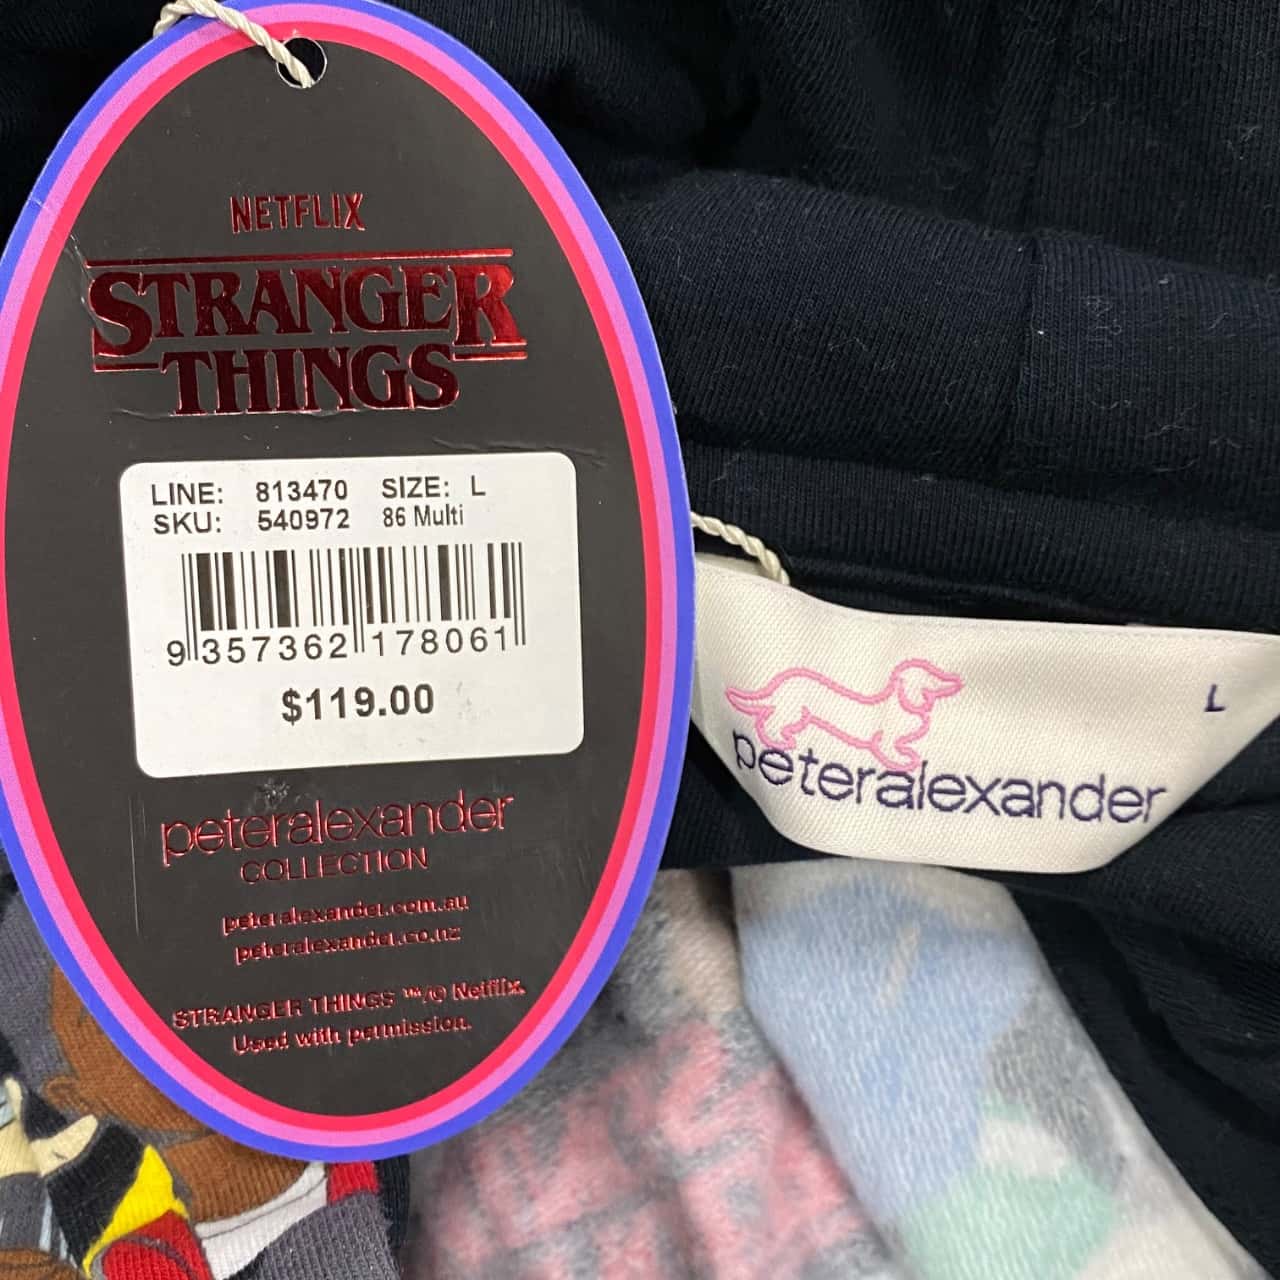 NETFLIX
STRANGER
THINGS
LINE: 813470 SIZE: L
SKU: 540972 86 Multi
9 357362 178061
$119.00
peteralexander
COLLECTION
peteralexander.com.au
peteralexander.co.nz
STRANGER THINGS ™/© Netflix.
Used with permission.
L
peteralexander